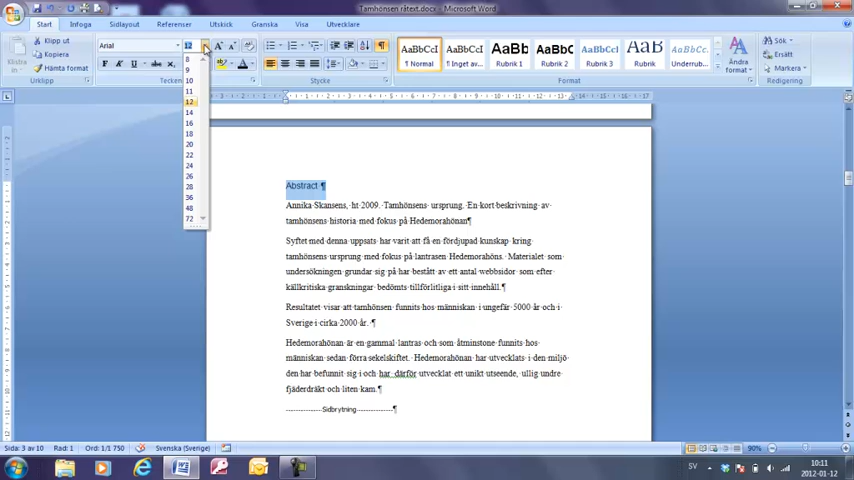 Tamhönsen råtext.docx - Microsoft Word
Start Infoga Sidlayout Referenser Utskick Granska Visa Utvecklare
Klipp ut
Kopiera
Hämta format
Klistra in
Urklipp
Arial 12
F K U abe
Tecken
Stycke
AaBbCcI AaBbCcI AaBb AaBbC AaBbCcI AaBb AaBbCcI
¶ Normal ¶ Inget av... Rubrik 1 Rubrik 2 Rubrik 3 Rubrik Underrub...
Format
Ändra format
Sök
Ersätt
Markera
Redigering
8
9
10
11
12
14
16
18
20
22
24
26
28
36
48
72
Abstract ¶
Annika Skansens, ht 2009. Tamhönsens ursprung. En kort beskrivning av
tamhönsens historia med fokus på Hedemorahönan¶
Syftet med denna uppsats har varit att få en fördjupad kunskap kring
tamhönsens ursprung med fokus på lantrasen Hedemorahöns. Materialet som
undersökningen grundar sig på har bestått av ett antal webbsidor som efter
källkritiska granskningar bedömts tillförlitliga i sitt innehåll.¶
Resultatet visar att tamhönsen funnits hos människan i ungefär 5000 år och i
Sverige i cirka 2000 år. ¶
Hedemorahönan är en gammal lantras och som åtminstone funnits hos
människan sedan förra sekelskiftet. Hedemorahönan har utvecklats i den miljö
den har befunnit sig i och har därför utvecklat ett unikt utseende, ullig undre
fjäderdräkt och liten kam.¶
Sidbrytning ¶
Sida: 3 av 10 Rad: 1 Ord: 1/1 750 Svenska (Sverige) 90%
SV 10:11
2012-01-12